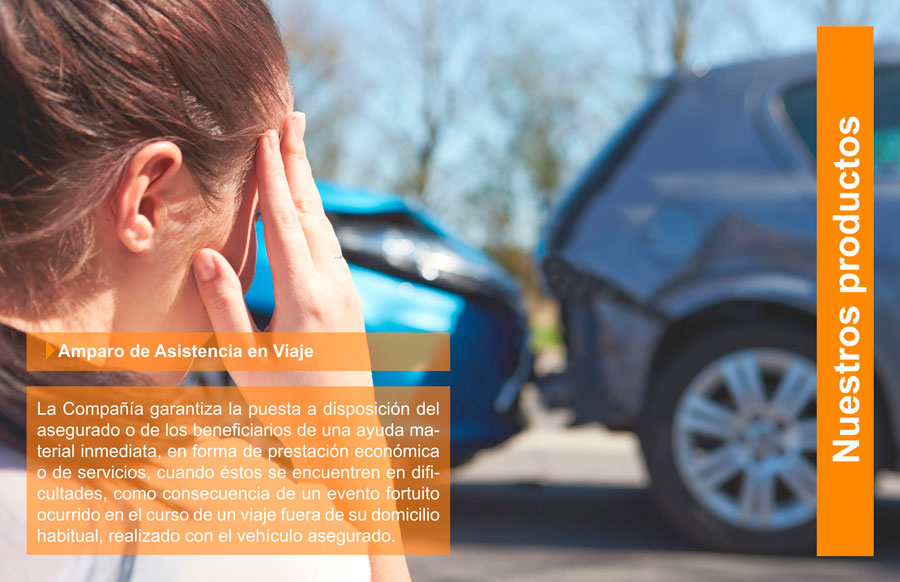 Amparo de Asistencia en Viaje
La Compañía garantiza la puesta a disposición del
asegurado o de los beneficiarios de una ayuda ma-
terial inmediata, en forma de prestación económica
o de servicios, cuando éstos se encuentren en difi-
cultades, como consecuencia de un evento fortuito
ocurrido en el curso de un viaje fuera de su domicilio
habitual, realizado con el vehículo asegurado.
Nuestros productos